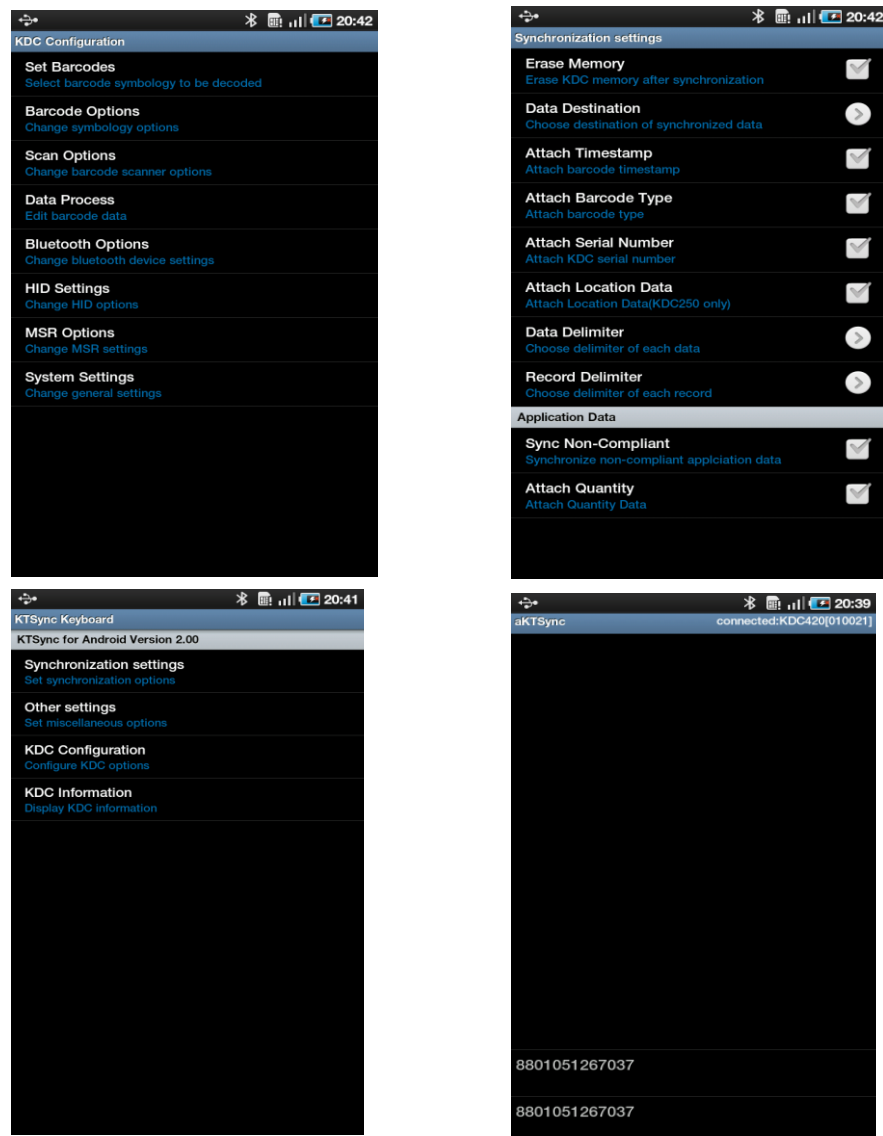 20:42
KDC Configuration
Set Barcodes
Select barcode symbology to be decoded
Barcode Options
Change symbology options
Scan Options
Change barcode scanner options
Data Process
Edit barcode data
Bluetooth Options
Change bluetooth device settings
HID Settings
Change HID options
MSR Options
Change MSR settings
System Settings
Change general settings
20:42
Synchronization settings
Erase Memory
Erase KDC memory after synchronization
Data Destination
Choose destination of synchronized data
Attach Timestamp
Attach barcode timestamp
Attach Barcode Type
Attach barcode type
Attach Serial Number
Attach KDC serial number
Attach Location Data
Attach Location Data(KDC250 only)
Data Delimiter
Choose delimiter of each data
Record Delimiter
Choose delimiter of each record
Application Data
Sync Non-Compliant
Synchronize non-compliant applciation data
Attach Quantity
Attach Quantity Data
20:41
KTSync Keyboard
KTSync for Android Version 2.00
Synchronization settings
Set synchronization options
Other settings
Set miscellaneous options
KDC Configuration
Configure KDC options
KDC Information
Display KDC information
20:39
aKTSync connected:KDC420[010021]
8801051267037
8801051267037